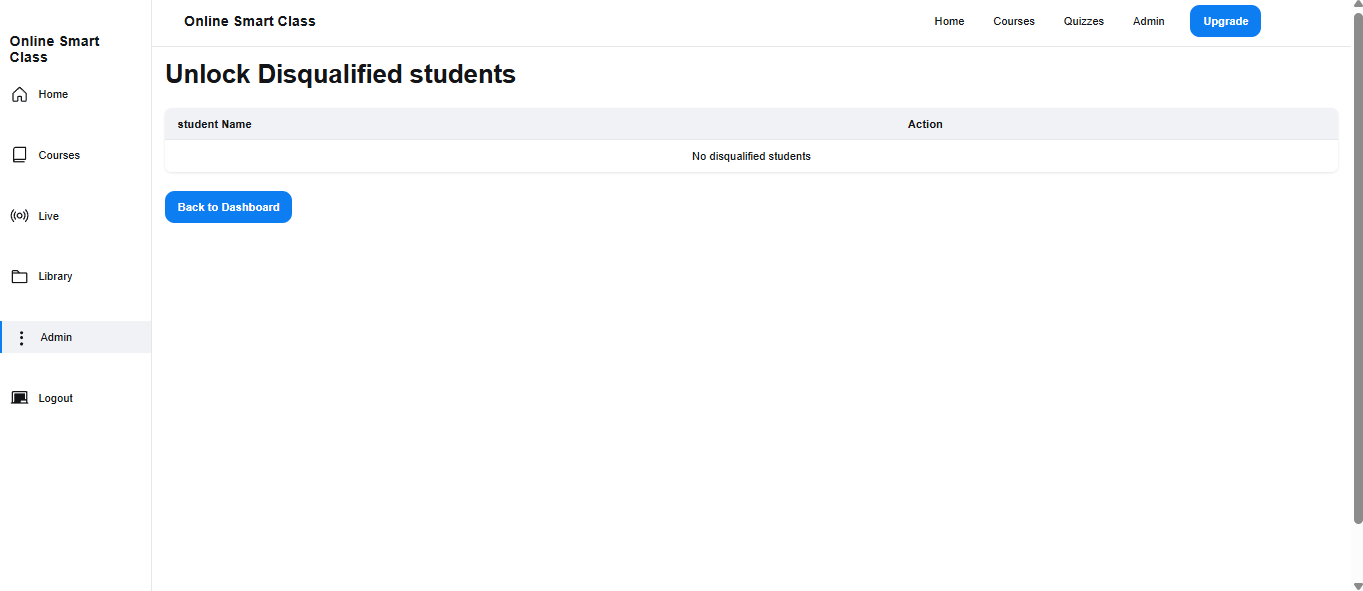 Online Smart
Class
Home
Courses
Live
Library
Admin
Logout
Online Smart Class
Home
Courses
Quizzes
Admin
Upgrade
Unlock Disqualified students
student Name
Action
No disqualified students
Back to Dashboard